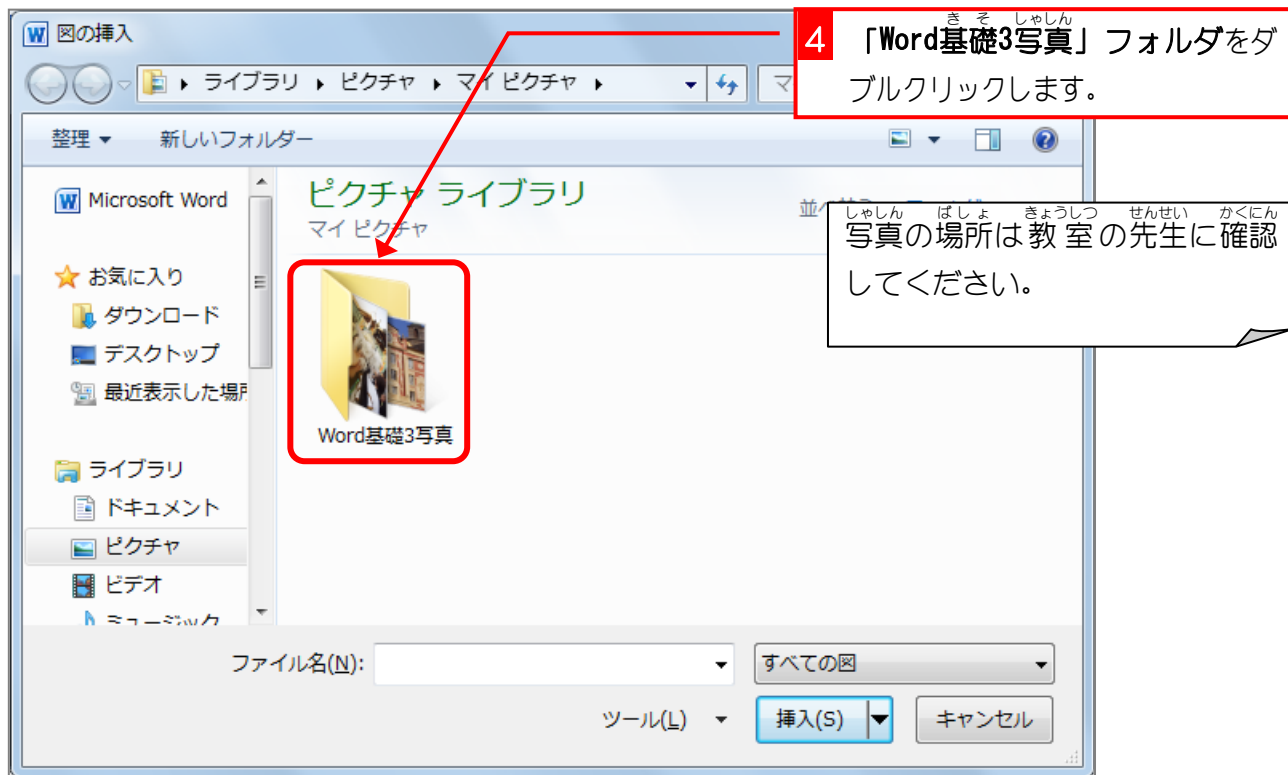 図の挿入
4 「Word基礎3写真」フォルダをダ
きそ しゃしん
ブルクリックします。
ライブラリ ピクチャ マイ ピクチャ
マ
整理 新しいフォルダー
Microsoft Word
お気に入り
ダウンロード
デスクトップ
最近表示した場所
ライブラリ
ドキュメント
ピクチャ
ビデオ
ミュージック
ピクチャ ライブラリ
マイ ピクチャ
並べ
しゃしん ばしょ きょうしつ せんせい かくにん
写真の場所は教室の先生に確認
してください。
Word基礎3写真
ファイル名(N):
すべての図
ツール(L) 挿入(S) キャンセル